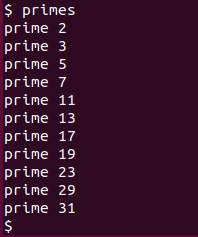 $ primes
prime 2
prime 3
prime 5
prime 7
prime 11
prime 13
prime 17
prime 19
prime 23
prime 29
prime 31
$